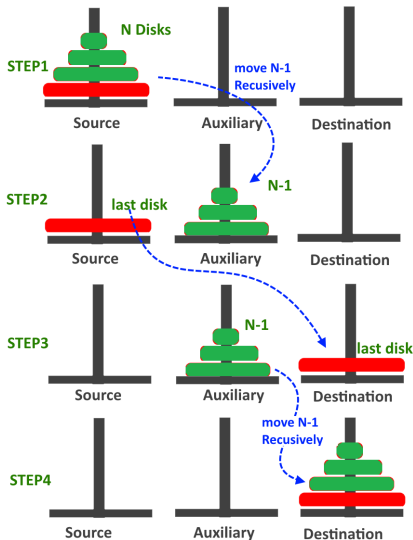 N Disks
STEP1
move N-1
Recusively
Source
Auxiliary
Destination
STEP2
last disk
N-1
Source
Auxiliary
Destination
STEP3
N-1
last disk
Source
Auxiliary
Destination
move N-1
Recusively
STEP4
Source
Auxiliary
Destination